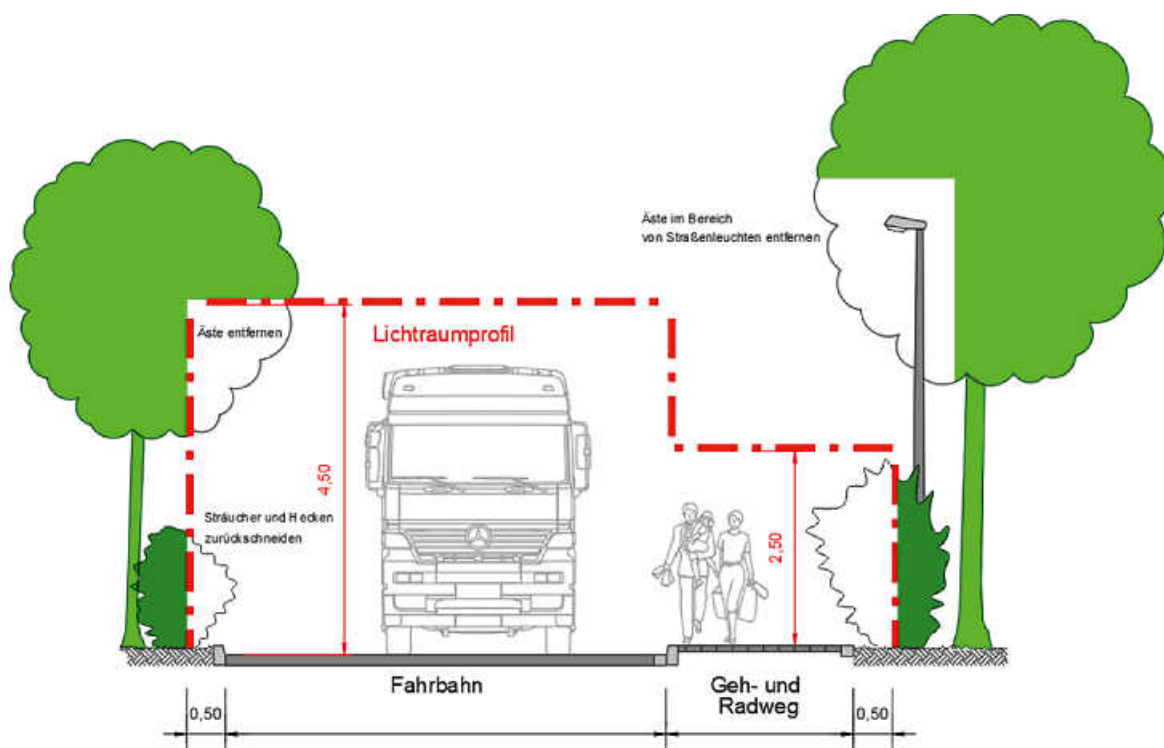 Äste im Bereich
von Straßenleuchten entfernen
Äste entfernen
Lichtraumprofil
4,50
Sträucher und Hecken
zurückschneiden
2,50
Fahrbahn
Geh- und
Radweg
0,50
0,50